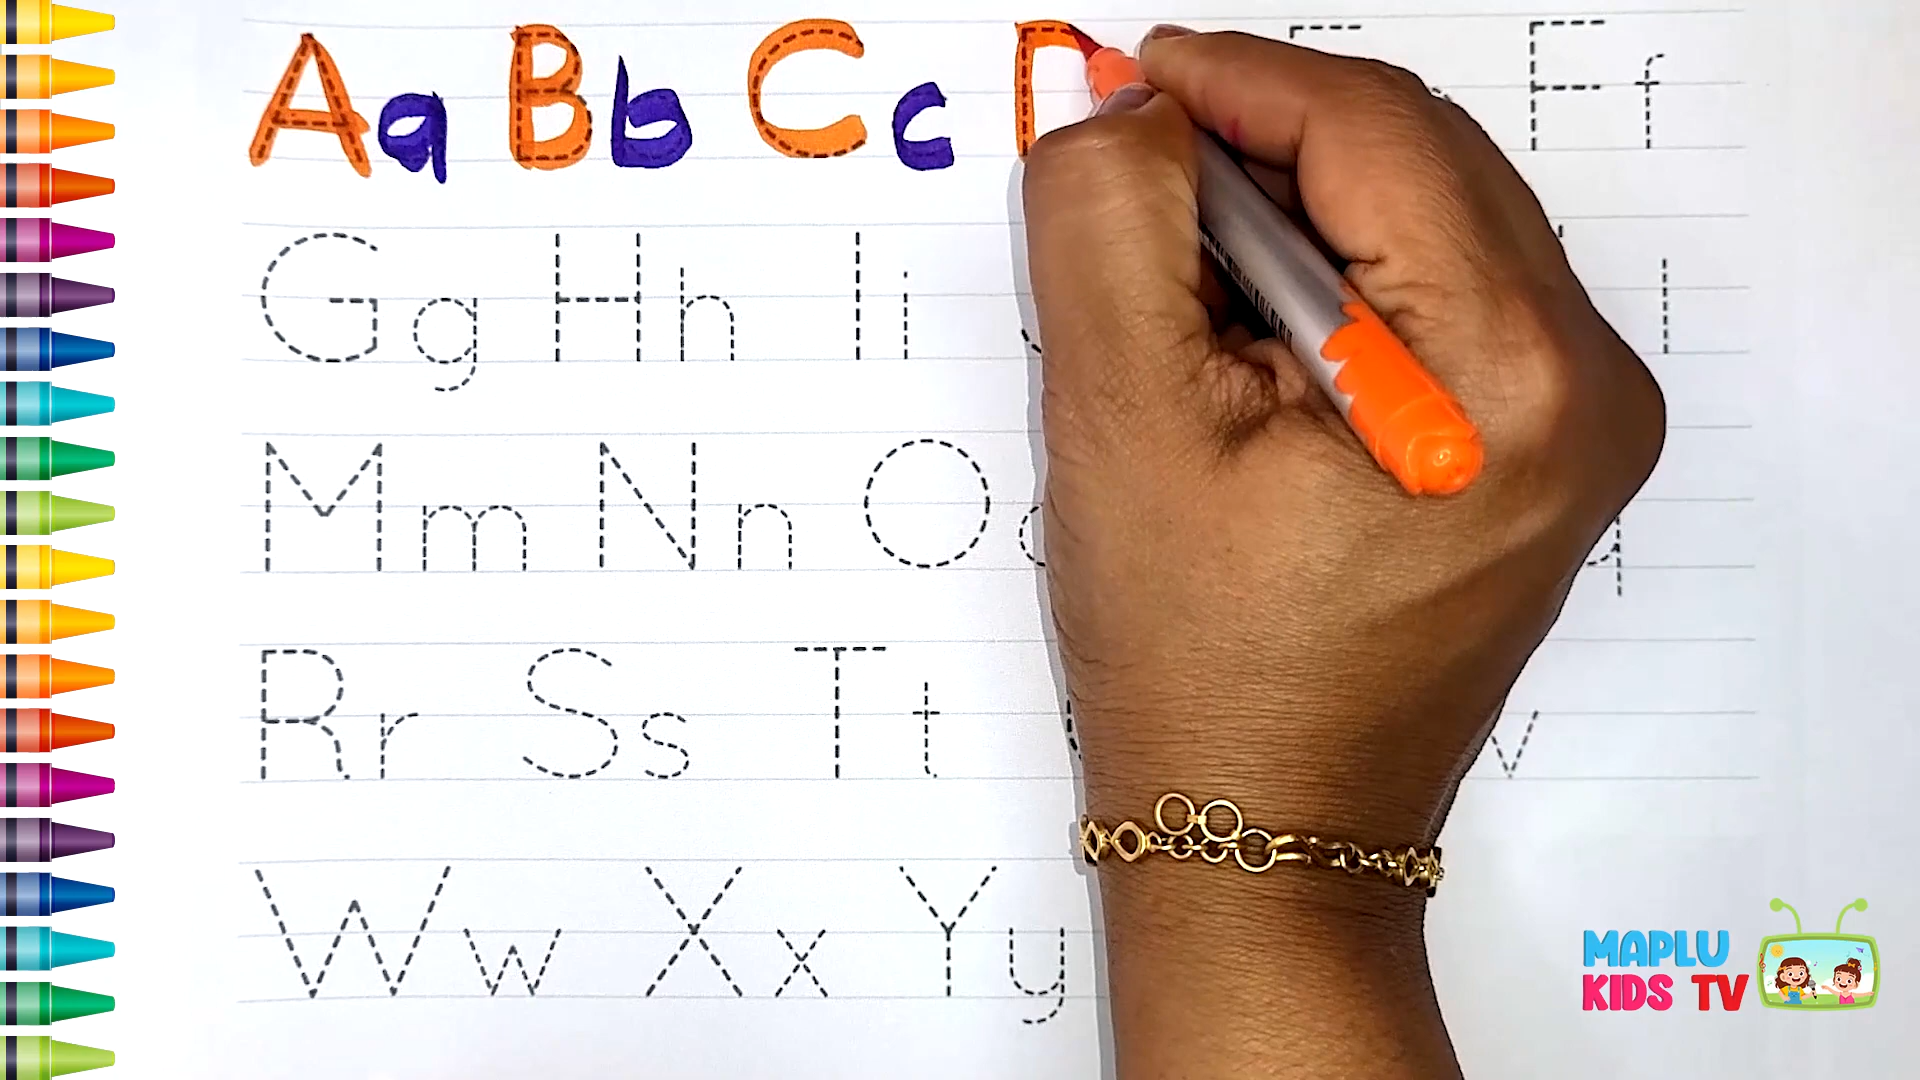 Aa Bb Cc D Ff
Gg Hh Ii l
Mm Nn O q
Rr Ss Tt v
Ww Xx Yy
MAPLU
KIDS TV